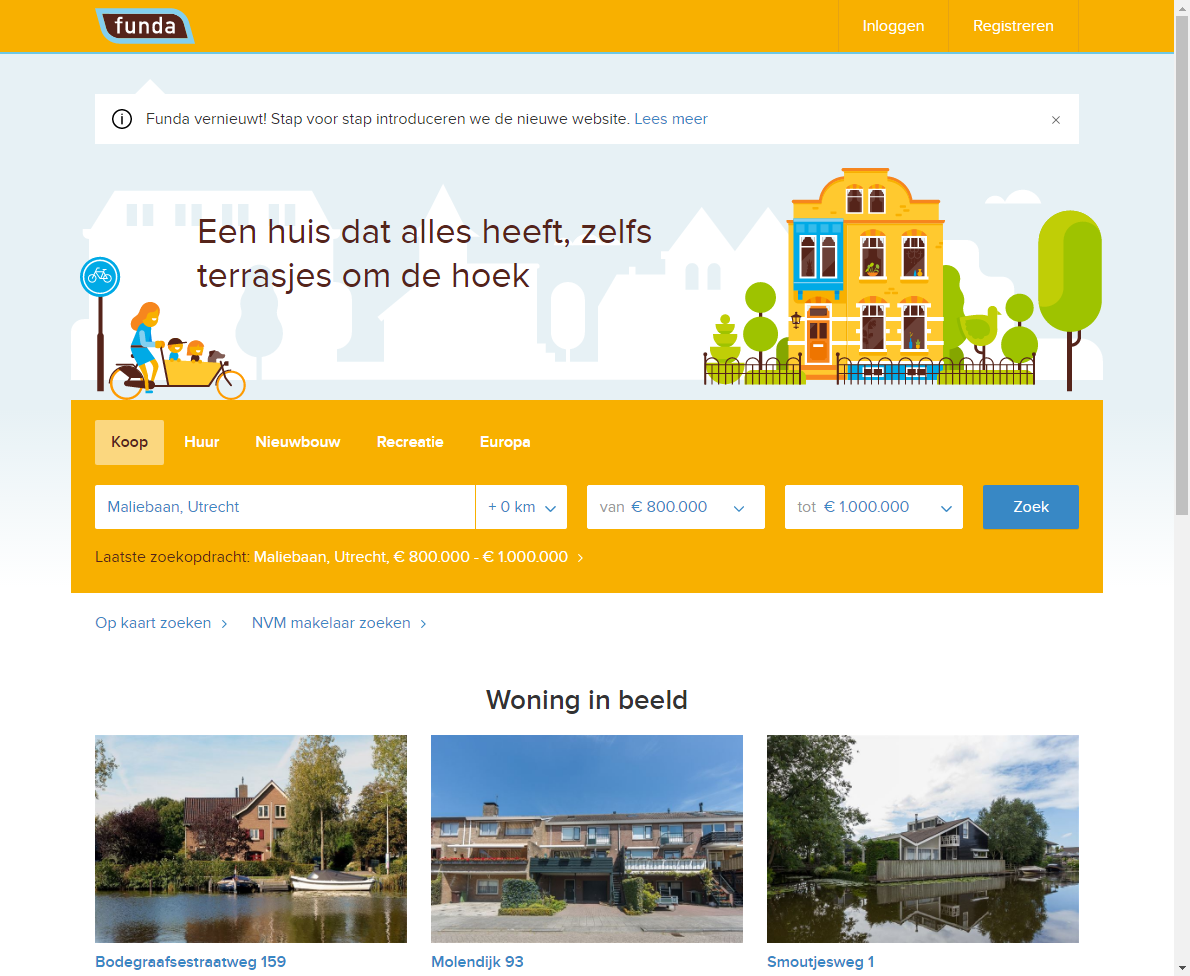 funda
Inloggen
Registreren
Funda vernieuwt! Stap voor stap introduceren we de nieuwe website. Lees meer
Een huis dat alles heeft, zelfs
terrasjes om de hoek
Koop Huur Nieuwbouw Recreatie Europa
Maliebaan, Utrecht + 0 km van € 800.000 tot € 1.000.000 Zoek
Laatste zoekopdracht: Maliebaan, Utrecht, € 800.000 - € 1.000.000
Op kaart zoeken NVM makelaar zoeken
Woning in beeld
Bodegraafsestraatweg 159 Molendijk 93 Smoutjesweg 1